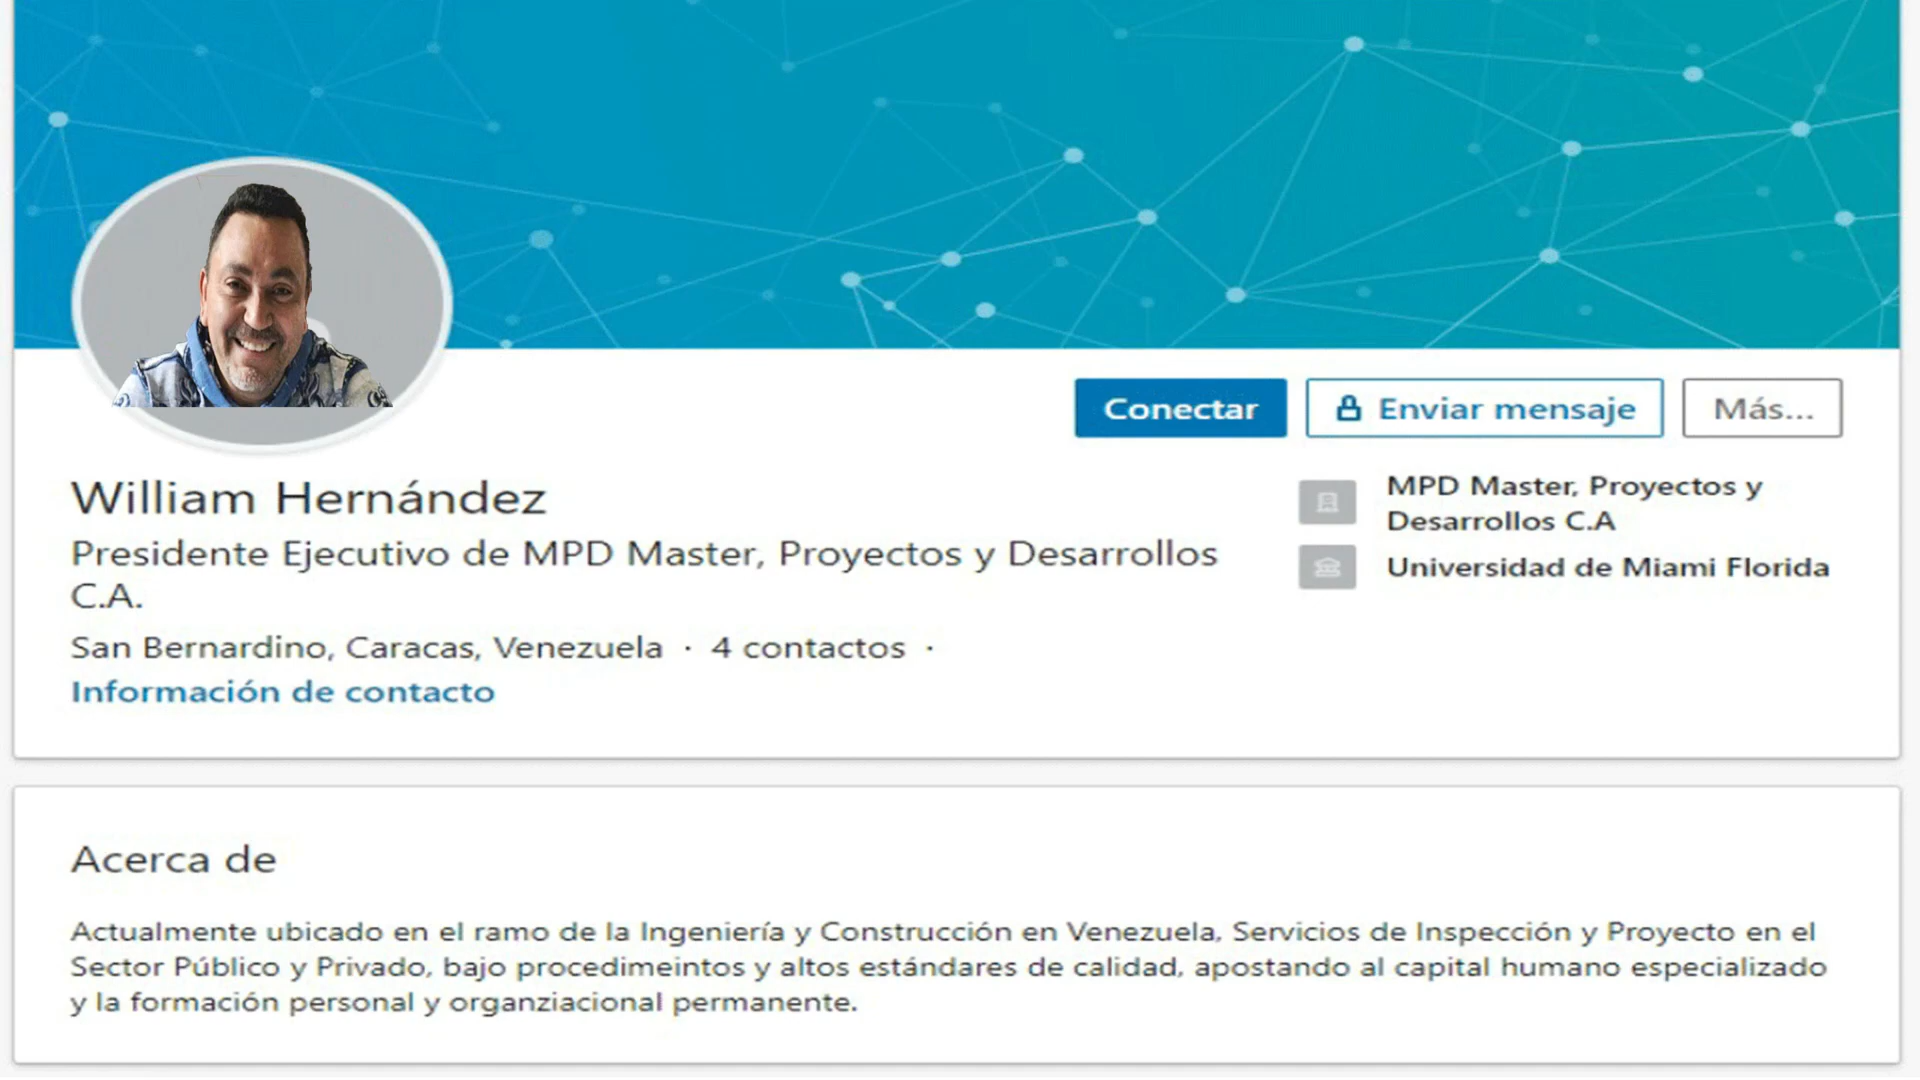 Conectar
Enviar mensaje
Más...
William Hernández
Presidente Ejecutivo de MPD Master, Proyectos y Desarrollos
C.A.
San Bernardino, Caracas, Venezuela · 4 contactos ·
Información de contacto
MPD Master, Proyectos y
Desarrollos C.A
Universidad de Miami Florida
Acerca de
Actualmente ubicado en el ramo de la Ingeniería y Construcción en Venezuela, Servicios de Inspección y Proyecto en el
Sector Público y Privado, bajo procedimeintos y altos estándares de calidad, apostando al capital humano especializado
y la formación personal y organziacional permanente.